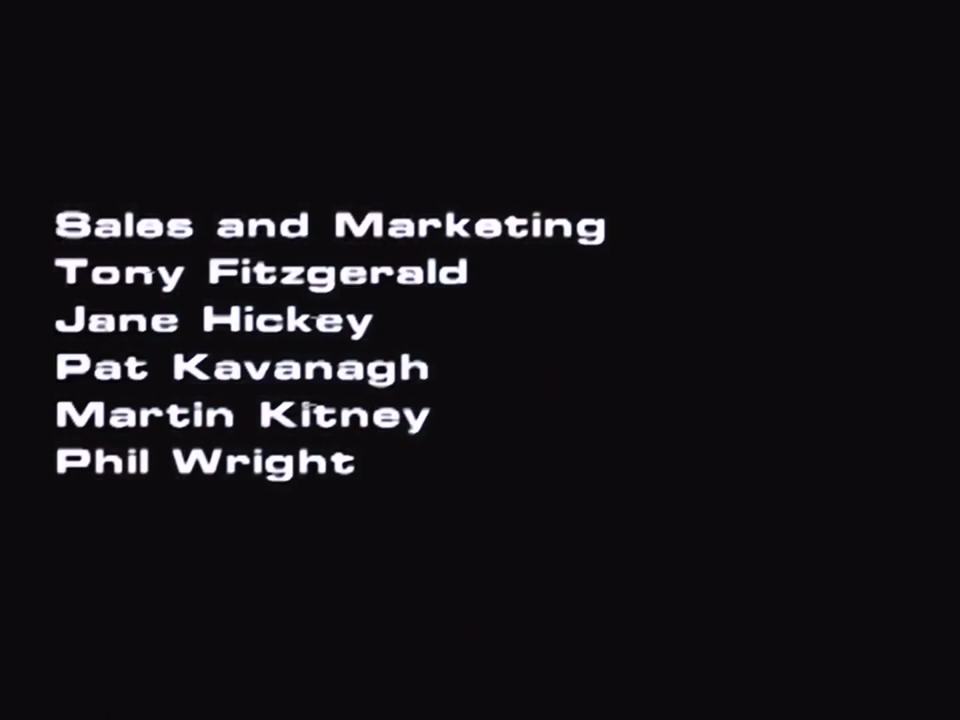 Sales and Marketing
Tony Fitzgerald
Jane Hickey
Pat Kavanagh
Martin Kitney
Phil Wright